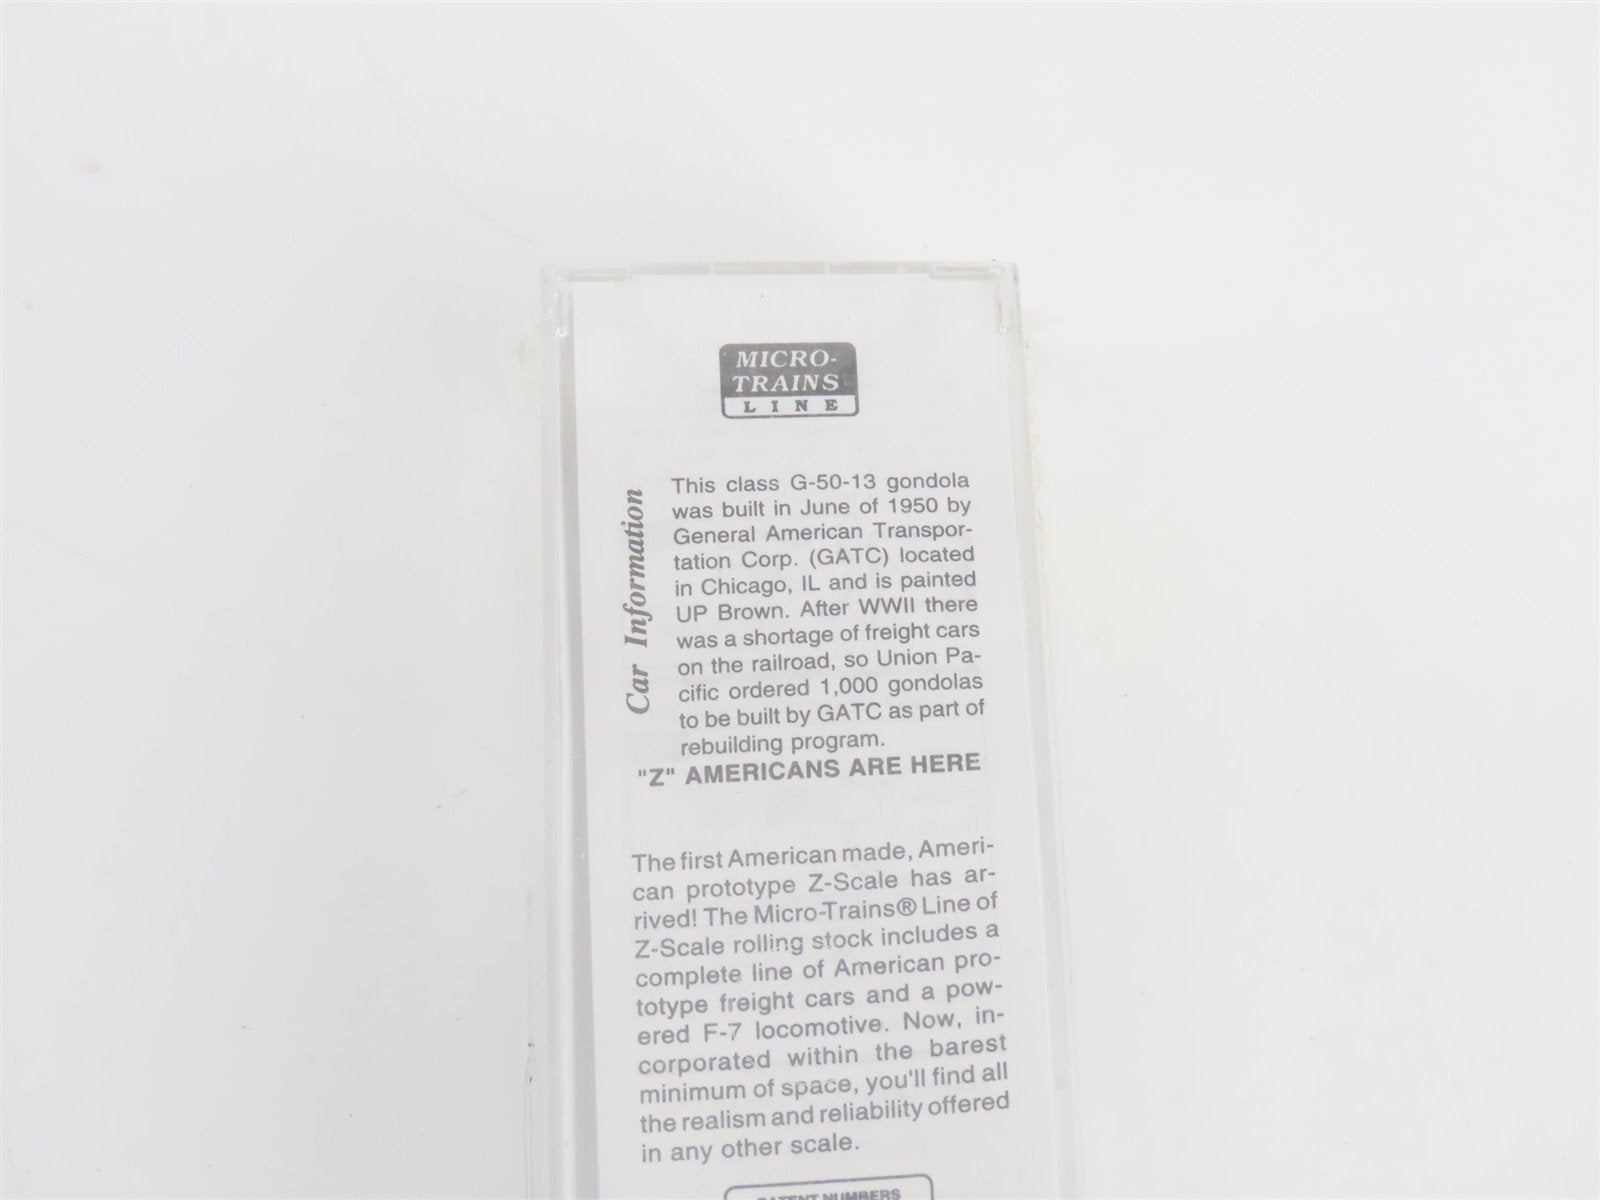 MICRO-
TRAINS
LINE
Car Information
This class G-50-13 gondola
was built in June of 1950 by
General American Transpor-
tation Corp. (GATC) located
in Chicago, IL and is painted
UP Brown. After WWII there
was a shortage of freight cars
on the railroad, so Union Pa-
cific ordered 1,000 gondolas
to be built by GATC as part of
rebuilding program.
"Z" AMERICANS ARE HERE
The first American made, Ameri-
can prototype Z-Scale has ar-
rived! The Micro-Trains® Line of
Z-Scale rolling stock includes a
complete line of American pro-
totype freight cars and a pow-
ered F-7 locomotive. Now, in-
corporated within the barest
minimum of space, you'll find all
the realism and reliability offered
in any other scale.
PATENT NUMBERS